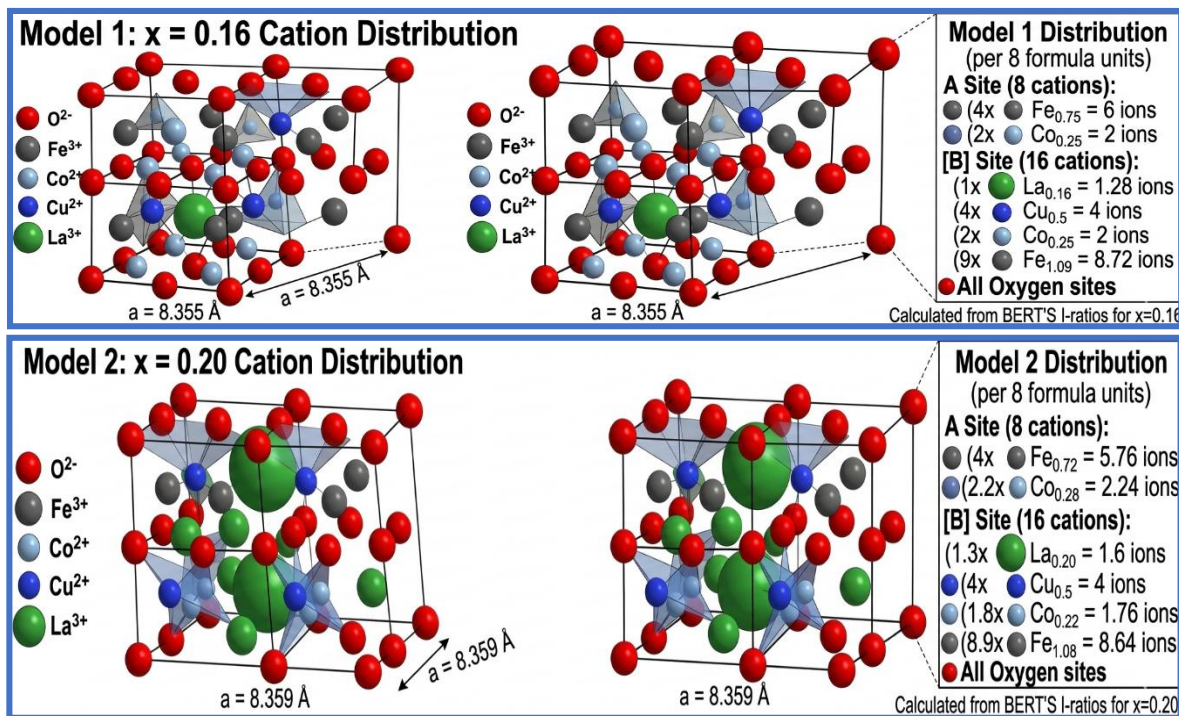 Model 1: x = 0.16 Cation Distribution
O²⁻
Fe³⁺
Co²⁺
Cu²⁺
La³⁺
a = 8.355 Å
a = 8.355 Å
O²⁻
Fe³⁺
Co²⁺
Cu²⁺
La³⁺
a = 8.355 Å
Model 1 Distribution
(per 8 formula units)
A Site (8 cations):
(4x Fe₀.₇₅ = 6 ions
(2x Co₀.₂₅ = 2 ions
[B] Site (16 cations):
(1x La₀.₁₆ = 1.28 ions
(4x Cu₀.₅ = 4 ions
(2x Co₀.₂₅ = 2 ions
(9x Fe₁.₀₉ = 8.72 ions
All Oxygen sites
Calculated from BERT'S I-ratios for x=0.16
Model 2: x = 0.20 Cation Distribution
O²⁻
Fe³⁺
Co²⁺
Cu²⁺
La³⁺
a = 8.359 Å
a = 8.359 Å
a = 8.359 Å
Model 2 Distribution
(per 8 formula units)
A Site (8 cations):
(4x Fe₀.₇₂ = 5.76 ions
(2.2x Co₀.₂₈ = 2.24 ions
[B] Site (16 cations):
(1.3x La₀.₂₀ = 1.6 ions
(4x Cu₀.₅ = 4 ions
(1.8x Co₀.₂₂ = 1.76 ions
(8.9x Fe₁.₀₈ = 8.64 ions
All Oxygen sites
Calculated from BERT'S I-ratios for x=0.20